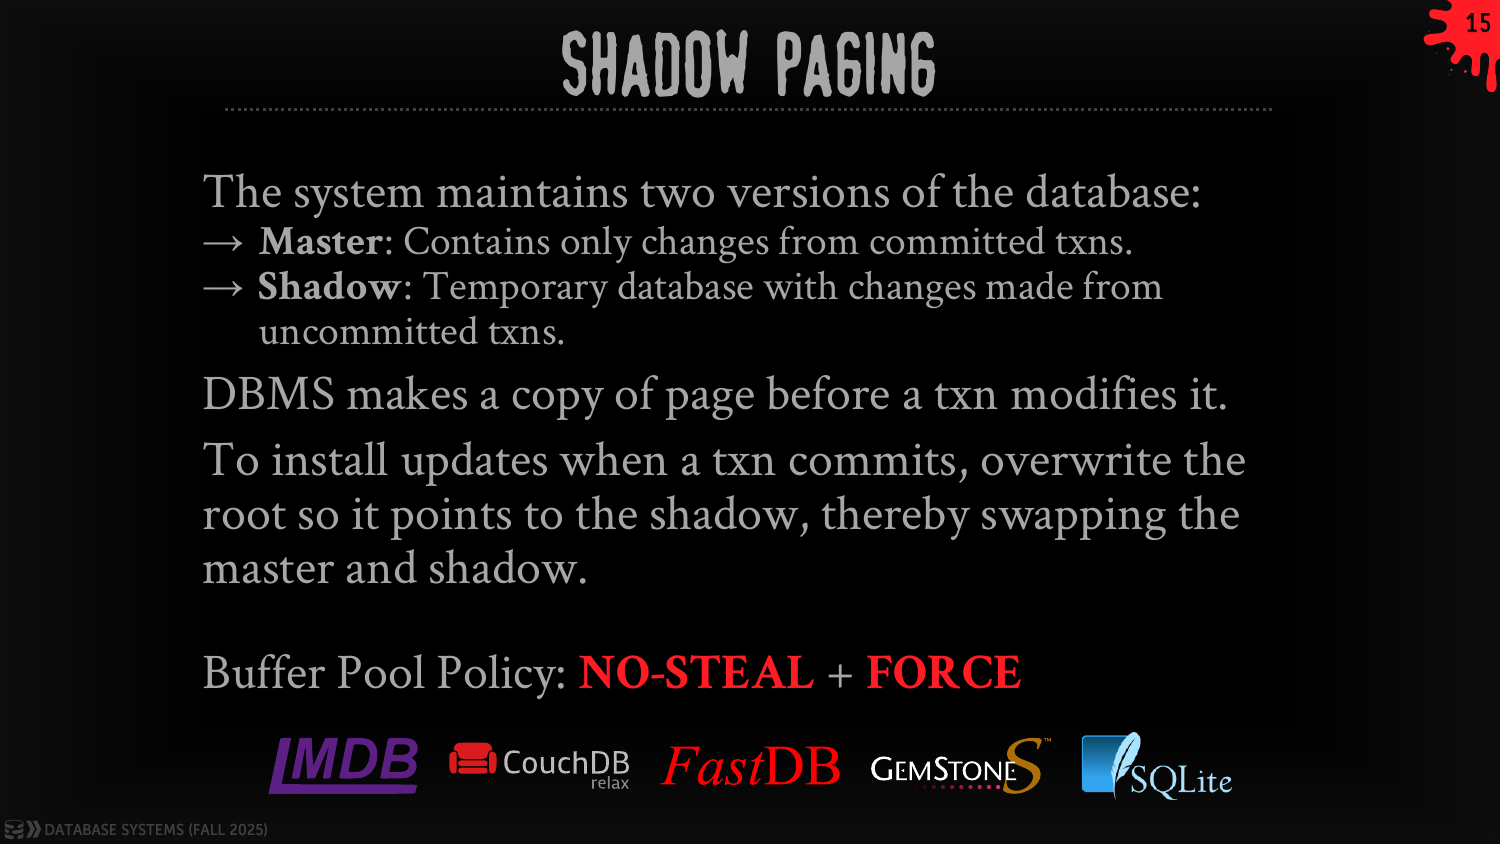 15
SHADOW PAGING
The system maintains two versions of the database:
→ Master: Contains only changes from committed txns.
→ Shadow: Temporary database with changes made from
uncommitted txns.
DBMS makes a copy of page before a txn modifies it.
To install updates when a txn commits, overwrite the
root so it points to the shadow, thereby swapping the
master and shadow.
Buffer Pool Policy: NO-STEAL + FORCE
LMDB
CouchDB
relax
FastDB
GEMSTONES™
SQLite
DATABASE SYSTEMS (FALL 2025)